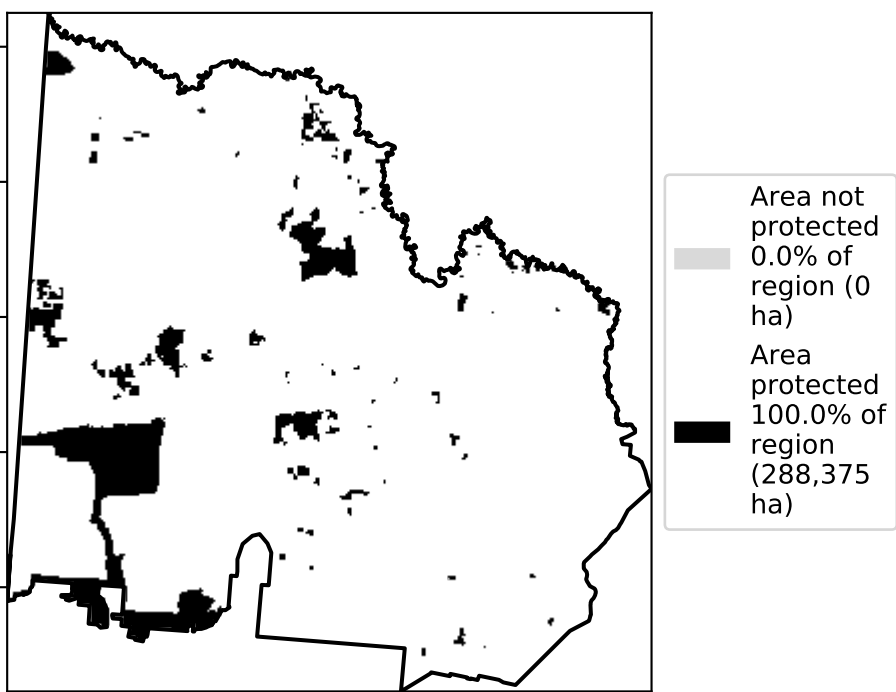 Area not
protected
0.0% of
region (0
ha)
Area
protected
100.0% of
region
(288,375
ha)